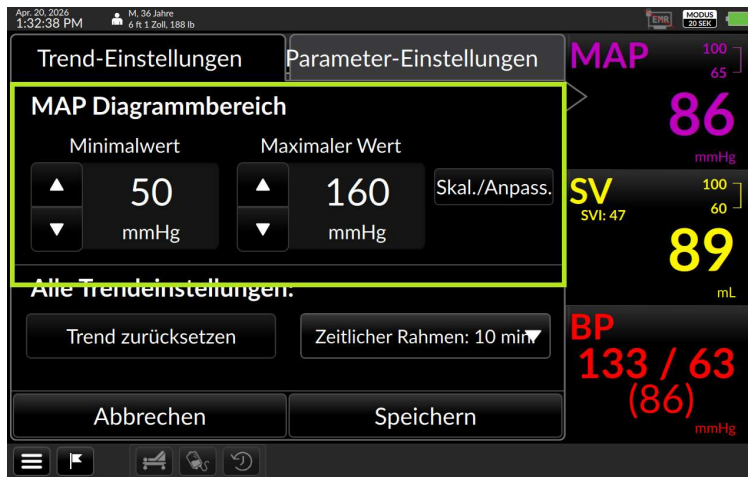 Apr. 20, 2026
1:32:38 PM
M, 36 Jahre
6 ft 1 Zoll, 188 lb
EMR
MODUS
20 SEK
Trend-Einstellungen
Parameter-Einstellungen
MAP Diagrammbereich
Minimalwert
Maximaler Wert
50
mmHg
160
mmHg
Skal./Anpass.
Alle Trendeinstellungen:
Trend zurücksetzen
Zeitlicher Rahmen: 10 min
Abbrechen
Speichern
MAP
100
65
86
mmHg
SV
SVI: 47
100
60
89
mL
BP
133 / 63
(86)
mmHg